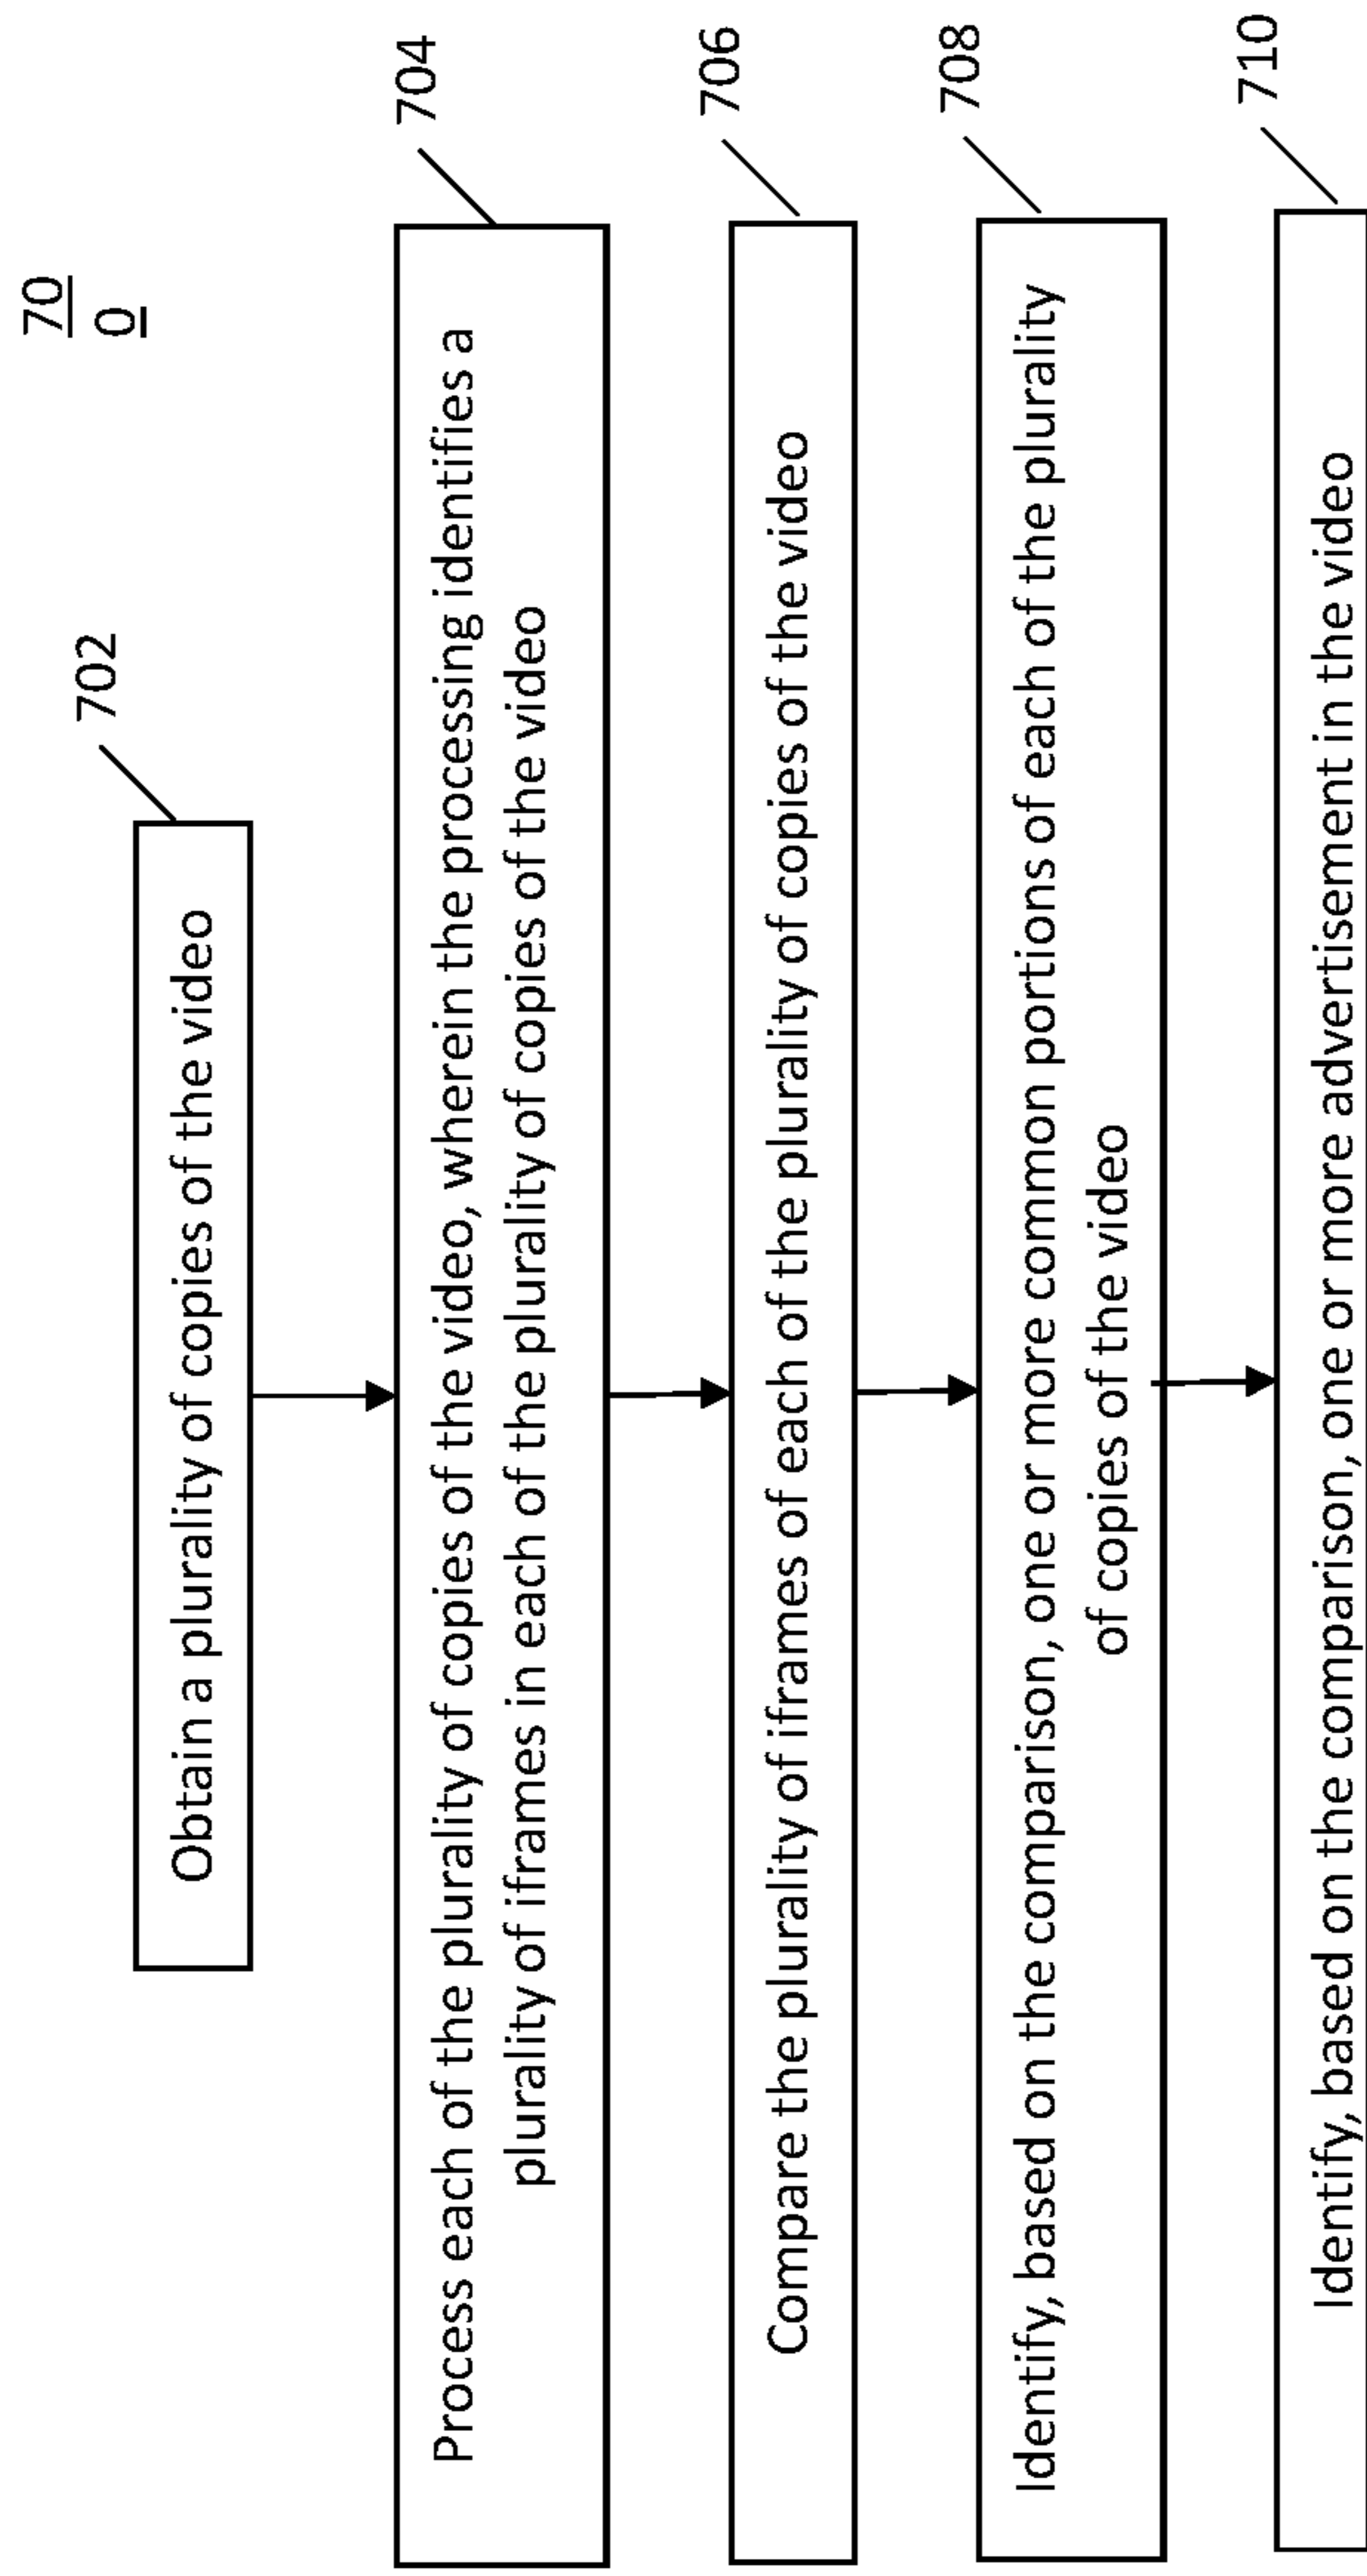 70
0
702
Obtain a plurality of copies of the video
704
Process each of the plurality of copies of the video, wherein the processing identifies a
plurality of iframes in each of the plurality of copies of the video
706
Compare the plurality of iframes of each of the plurality of copies of the video
708
Identify, based on the comparison, one or more common portions of each of the plurality
of copies of the video
710
Identify, based on the comparison, one or more advertisement in the video